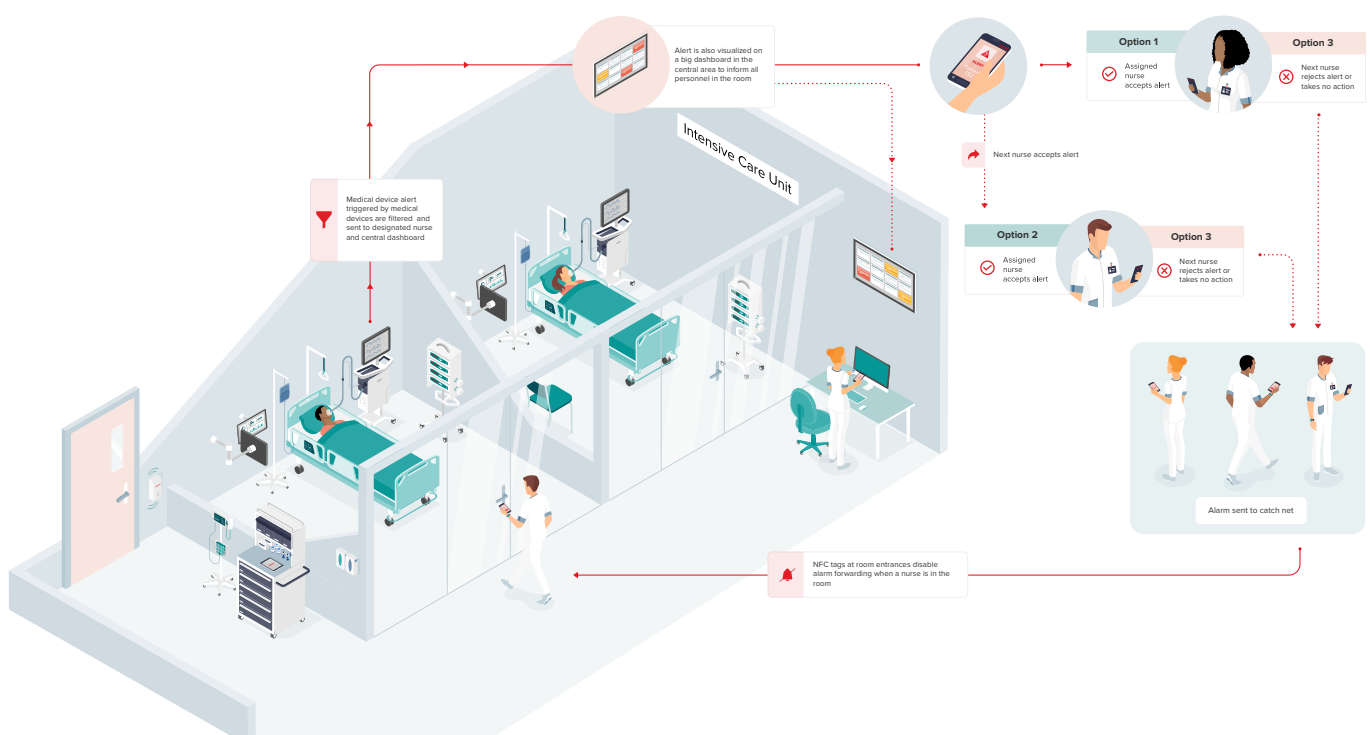 Alert is also visualized on
a big dashboard in the
central area to inform all
personnel in the room
ALERT
Option 1
Assigned
nurse
accepts alert
Option 3
Next nurse
rejects alert or
takes no action
Intensive Care Unit
Next nurse accepts alert
Medical device alert
triggered by medical
devices are filtered and
sent to designated nurse
and central dashboard
Option 2
Assigned
nurse
accepts alert
Option 3
Next nurse
rejects alert or
takes no action
Alarm sent to catch net
NFC tags at room entrances disable
alarm forwarding when a nurse is in the
room